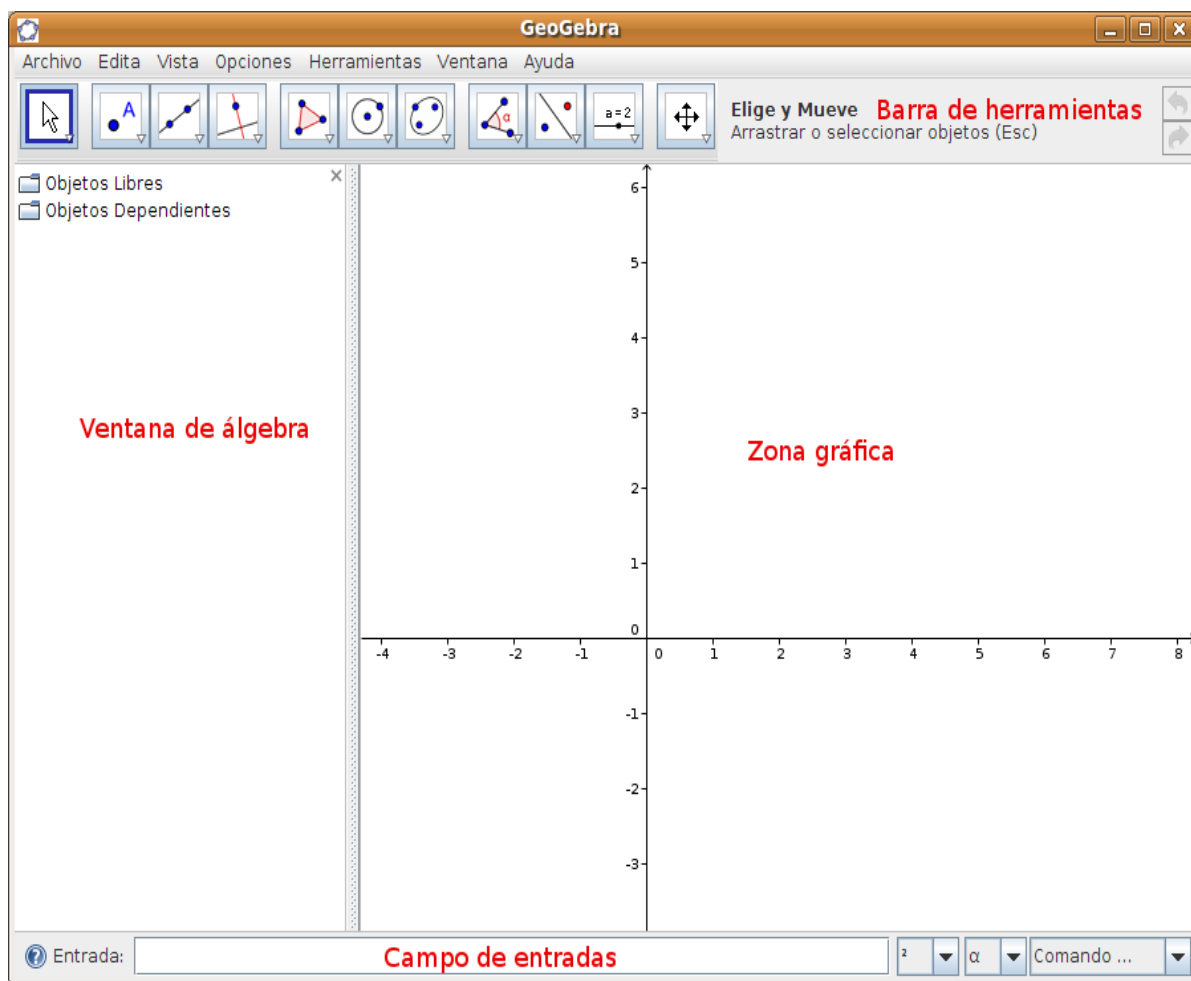 GeoGebra
Archivo Edita Vista Opciones Herramientas Ventana Ayuda
A
α
a=2
Elige y Mueve
Barra de herramientas
Arrastrar o seleccionar objetos (Esc)
Objetos Libres
Objetos Dependientes
Ventana de álgebra
Zona gráfica
6
5
4
3
2
1
0
-4 -3 -2 -1 0 1 2 3 4 5 6 7 8
-1
-2
-3
Entrada:
Campo de entradas
²
α
Comando ...